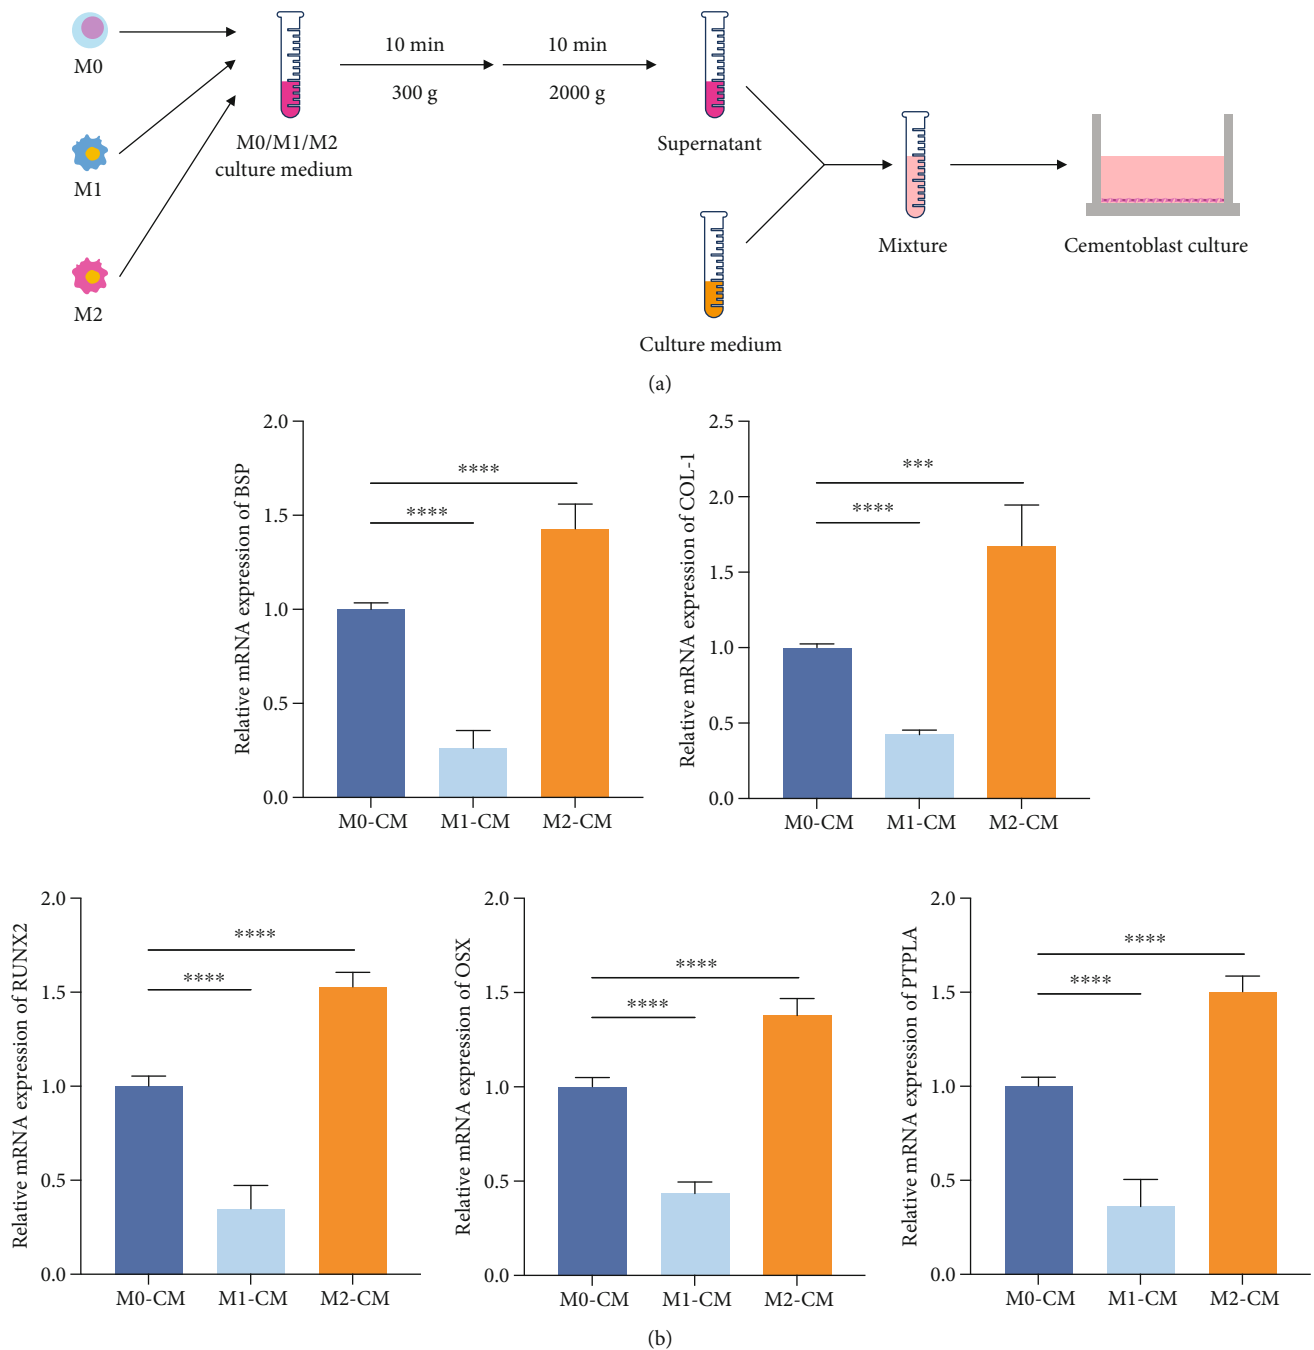 M0
M1
M2
M0/M1/M2
culture medium
10 min
300 g
10 min
2000 g
Supernatant
Culture medium
Mixture
Cementoblast culture
(a)
Relative mRNA expression of BSP
2.0
1.5
1.0
0.5
0.0
****
****
M0-CM M1-CM M2-CM
Relative mRNA expression of COL-1
2.5
2.0
1.5
1.0
0.5
0.0
***
****
M0-CM M1-CM M2-CM
Relative mRNA expression of RUNX2
2.0
1.5
1.0
0.5
0.0
****
****
M0-CM M1-CM M2-CM
Relative mRNA expression of OSX
2.0
1.5
1.0
0.5
0.0
****
****
M0-CM M1-CM M2-CM
Relative mRNA expression of PTPLA
2.0
1.5
1.0
0.5
0.0
****
****
M0-CM M1-CM M2-CM
(b)